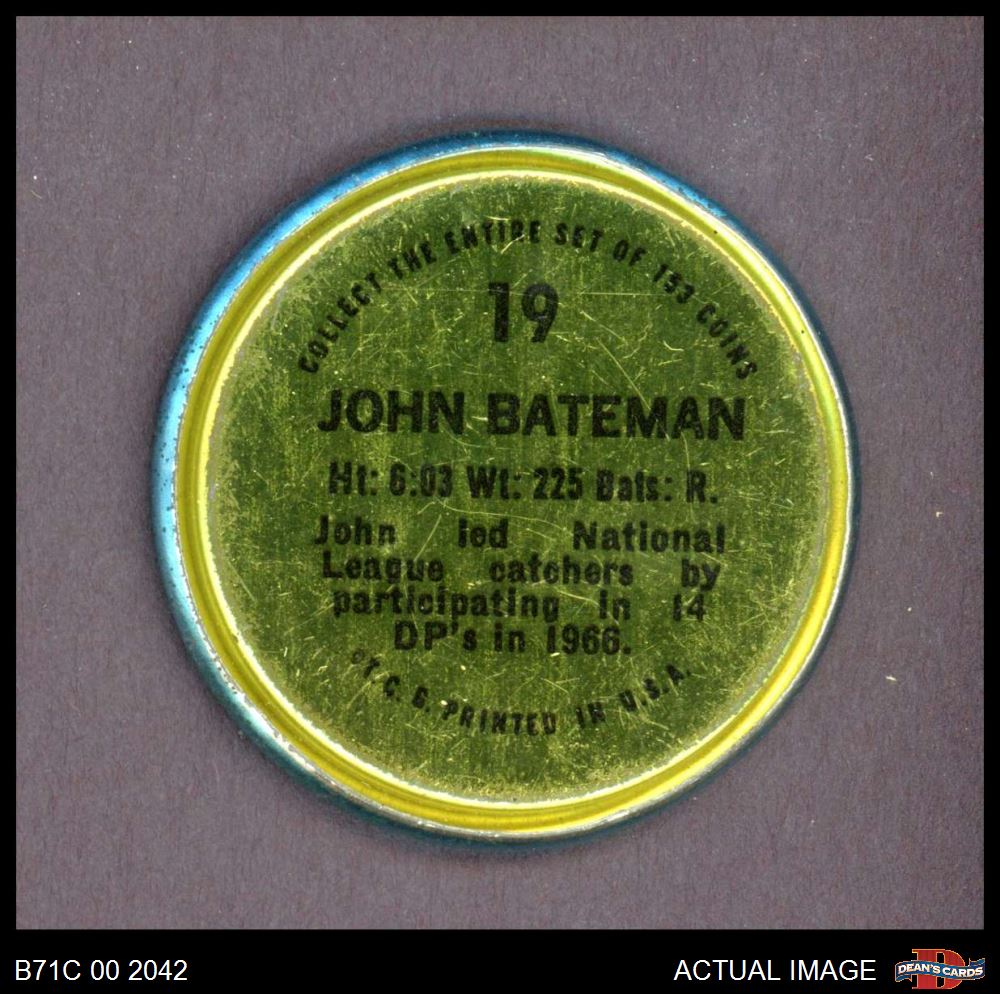 COLLECT THE ENTIRE SET OF 153 COINS
19
JOHN BATEMAN
Ht: 6:03 Wt: 225 Bats: R.
John led National
League catchers by
participating in 14
DP's in 1966.
©T.C.G. PRINTED IN U.S.A.
B71C 00 2042
ACTUAL IMAGE
DEAN'S CARDS